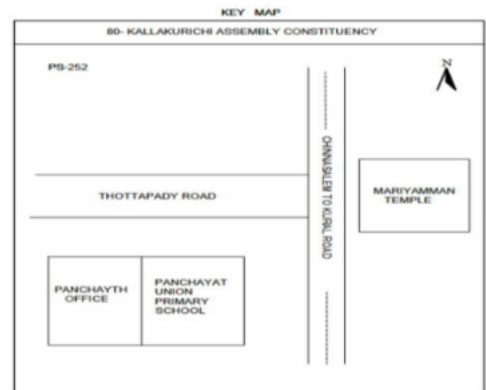 KEY MAP
80- KALLAKURICHI ASSEMBLY CONSTITUENCY
PS-252
N
CHINNASALEM TO KURAL ROAD
THOTTAPADY ROAD
MARIYAMMAN
TEMPLE
PANCHAYTH
OFFICE
PANCHAYAT
UNION
PRIMARY
SCHOOL